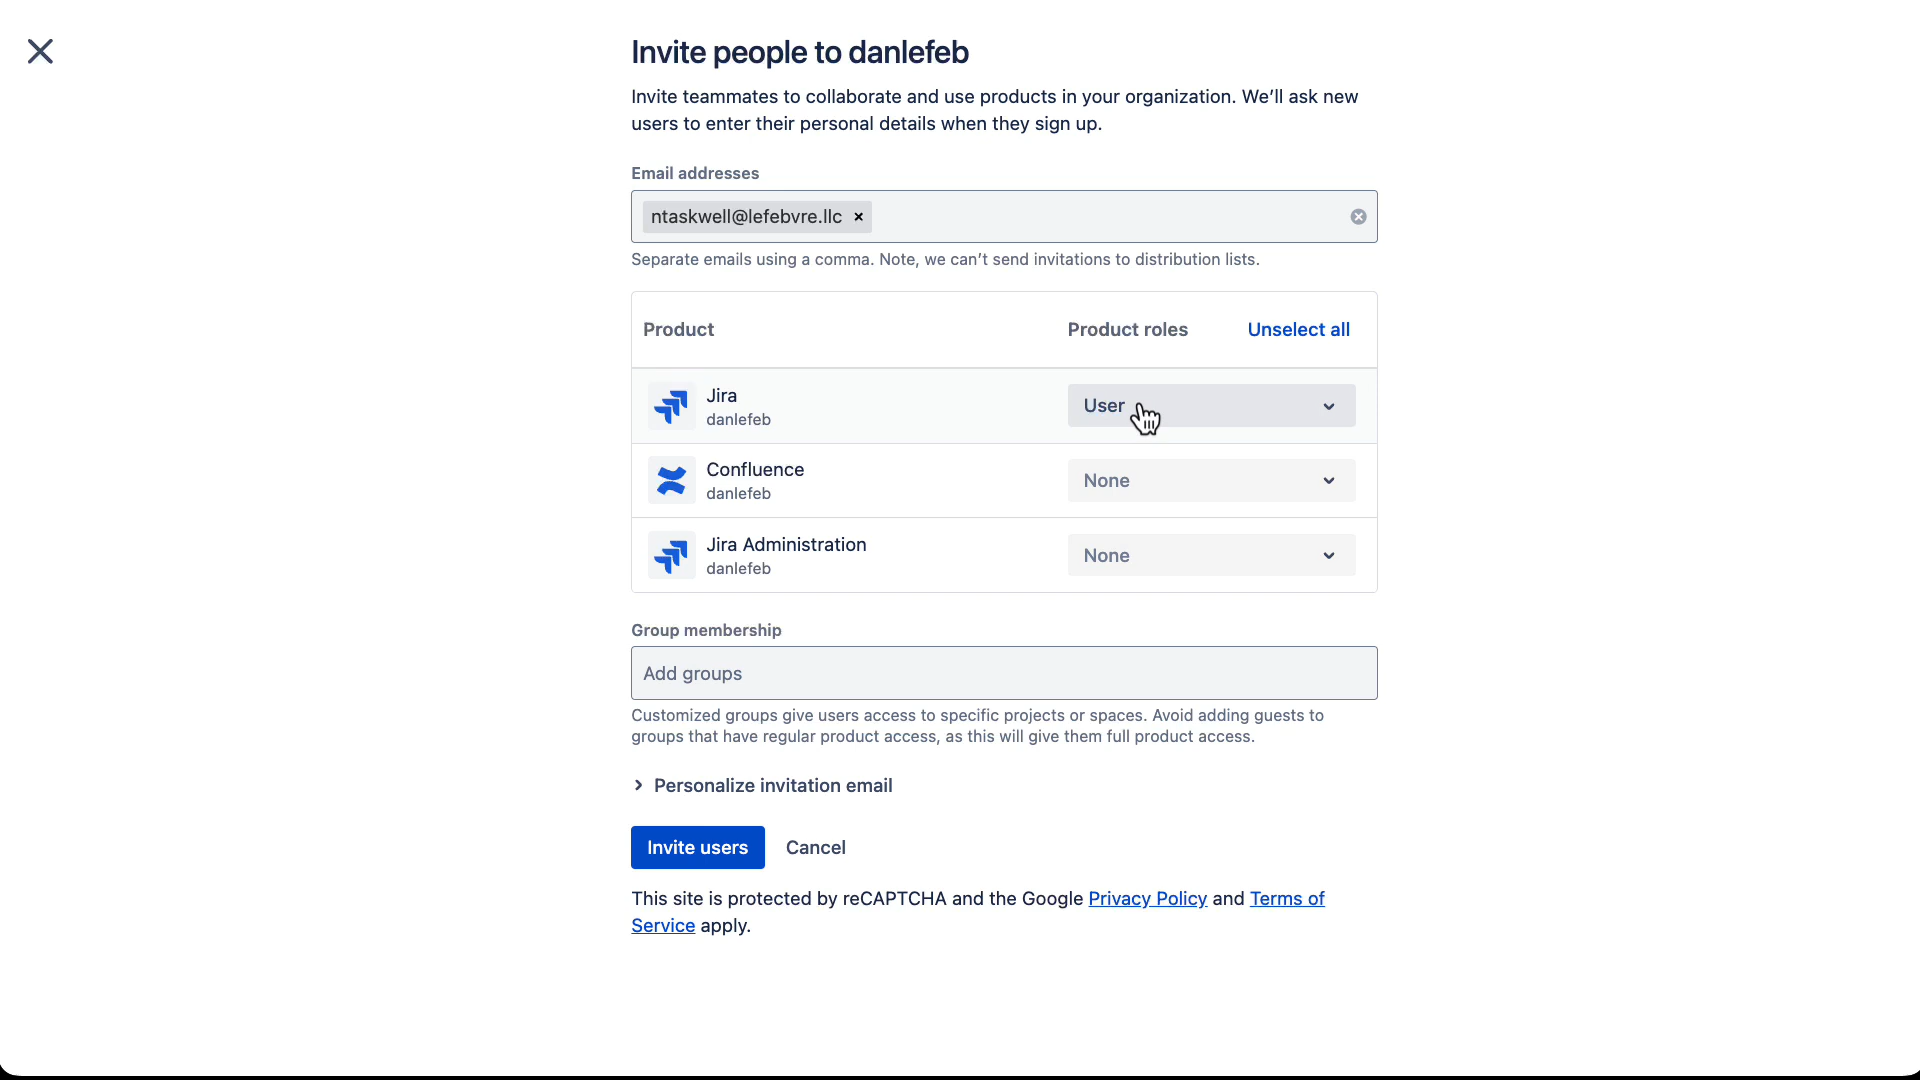 Invite people to danlefeb
Invite teammates to collaborate and use products in your organization. We'll ask new
users to enter their personal details when they sign up.
Email addresses
ntaskwell@lefebvre.llc
Separate emails using a comma. Note, we can't send invitations to distribution lists.
Product Product roles Unselect all
Jira
danlefeb
User
Confluence
danlefeb
None
Jira Administration
danlefeb
None
Group membership
Add groups
Customized groups give users access to specific projects or spaces. Avoid adding guests to
groups that have regular product access, as this will give them full product access.
Personalize invitation email
Invite users Cancel
This site is protected by reCAPTCHA and the Google Privacy Policy and Terms of
Service apply.